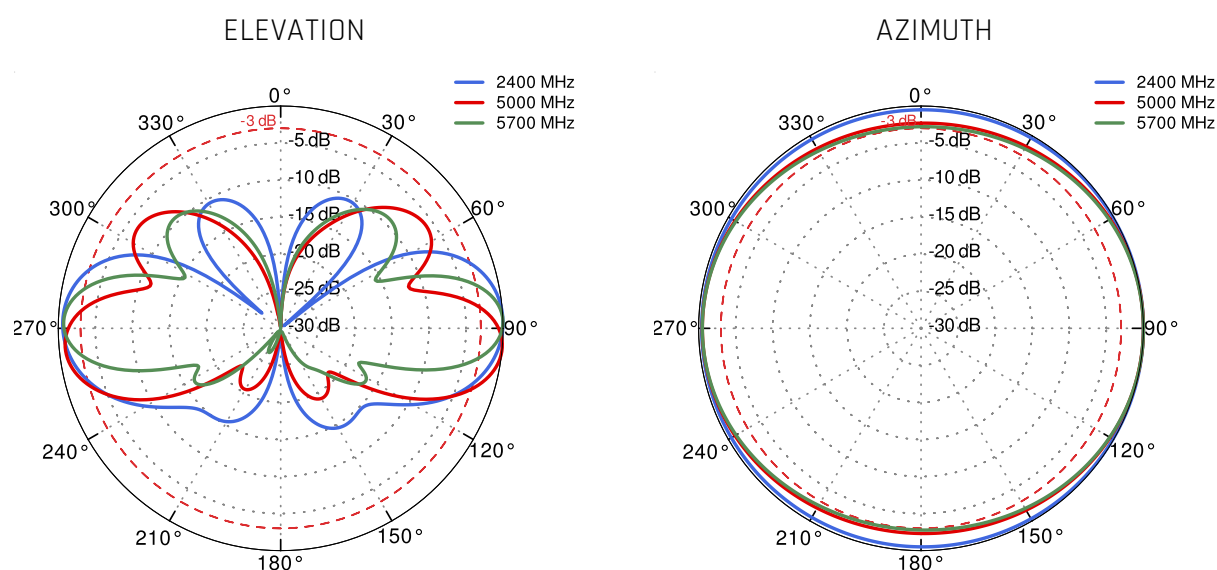 ELEVATION
AZIMUTH
2400 MHz
5000 MHz
5700 MHz
0°
330°
30°
-3 dB
-5 dB
-10 dB
300°
60°
-15 dB
-20 dB
-25 dB
270°
-30 dB
90°
240°
120°
210°
150°
180°
2400 MHz
5000 MHz
5700 MHz
0°
330°
30°
-3 dB
-5 dB
-10 dB
300°
60°
-15 dB
-20 dB
-25 dB
270°
-30 dB
90°
240°
120°
210°
150°
180°